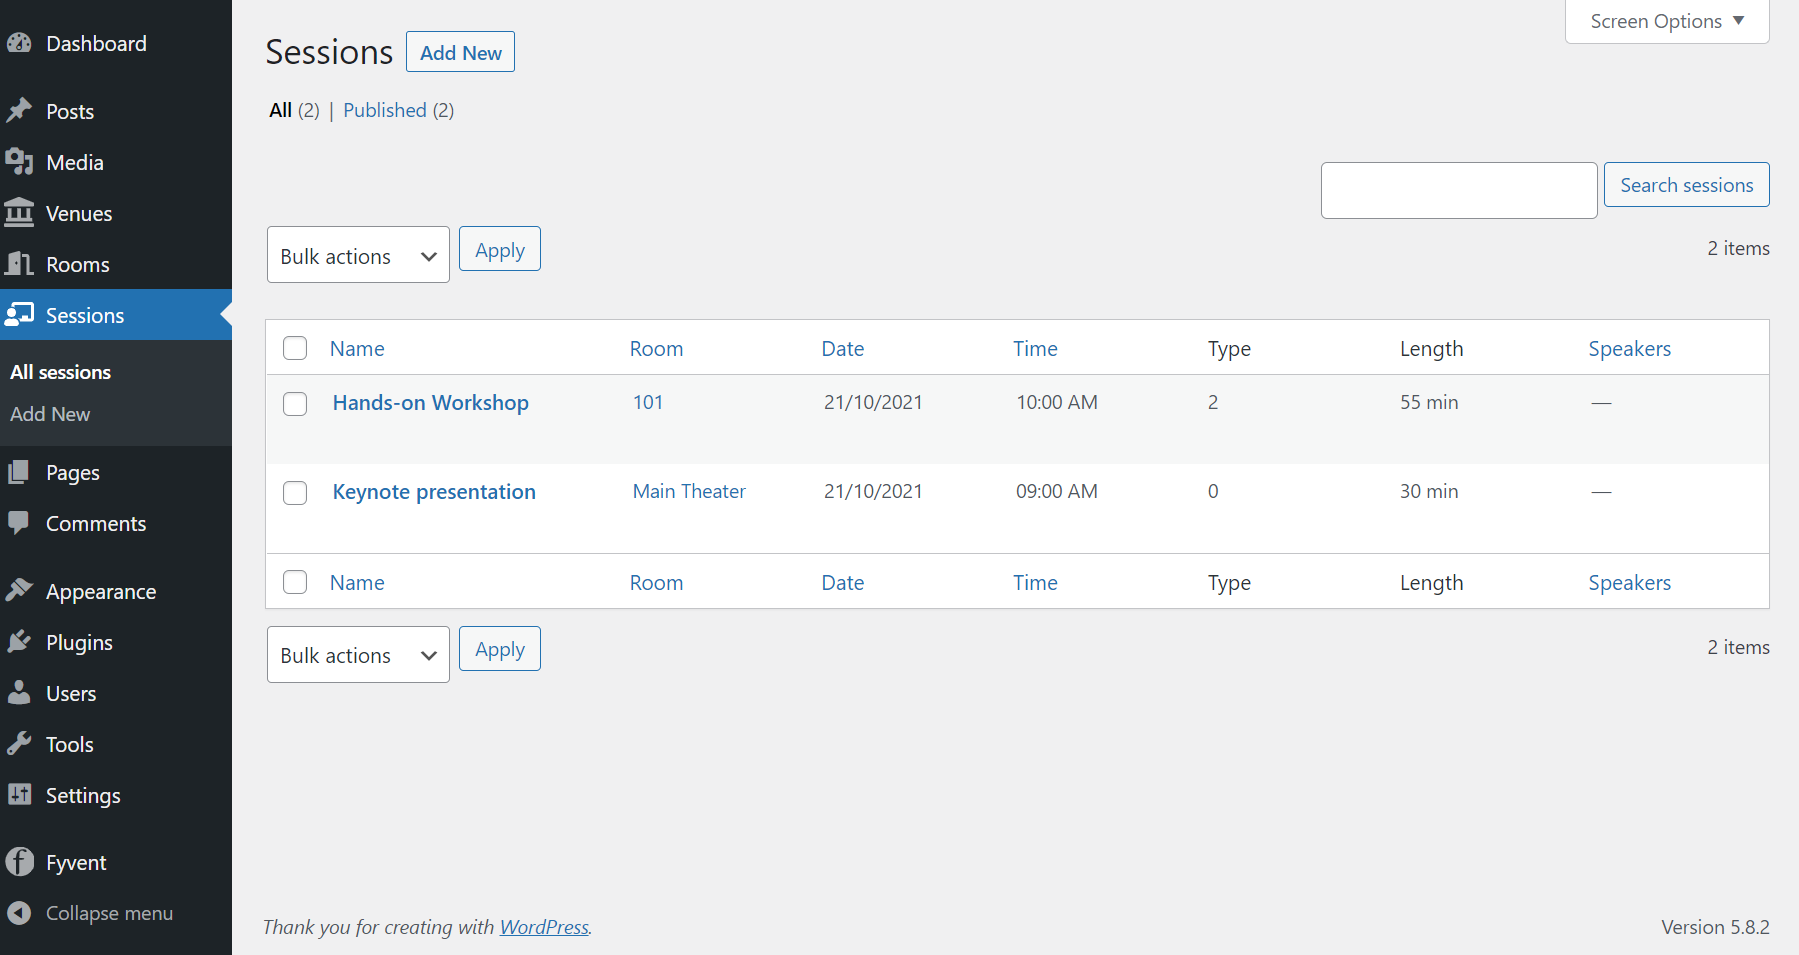 Dashboard
Posts
Media
Venues
Rooms
Sessions
All sessions
Add New
Pages
Comments
Appearance
Plugins
Users
Tools
Settings
Fyvent
Collapse menu
Screen Options
Sessions Add New
All (2) | Published (2)
Search sessions
Bulk actions Apply 2 items
Name Room Date Time Type Length Speakers
Hands-on Workshop 101 21/10/2021 10:00 AM 2 55 min —
Keynote presentation Main Theater 21/10/2021 09:00 AM 0 30 min —
Name Room Date Time Type Length Speakers
Bulk actions Apply 2 items
Thank you for creating with WordPress. Version 5.8.2